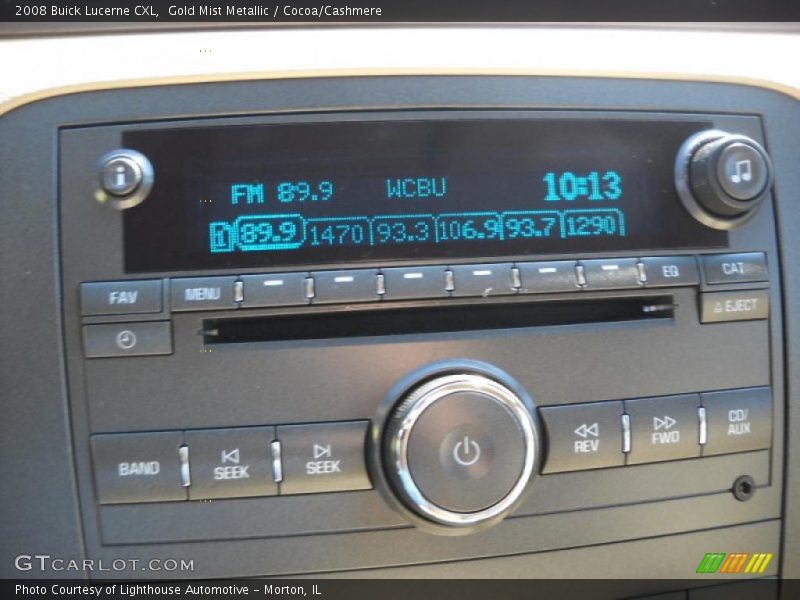 2008 Buick Lucerne CXL,  Gold Mist Metallic / Cocoa/Cashmere
FM 89.9 WCBU 10:13
1 89.9 1470 93.3 106.9 93.7 1290
FAV MENU EQ CAT
EJECT
BAND SEEK SEEK REV FWD CD/AUX
GTCARLOT.COM
Photo Courtesy of Lighthouse Automotive - Morton, IL